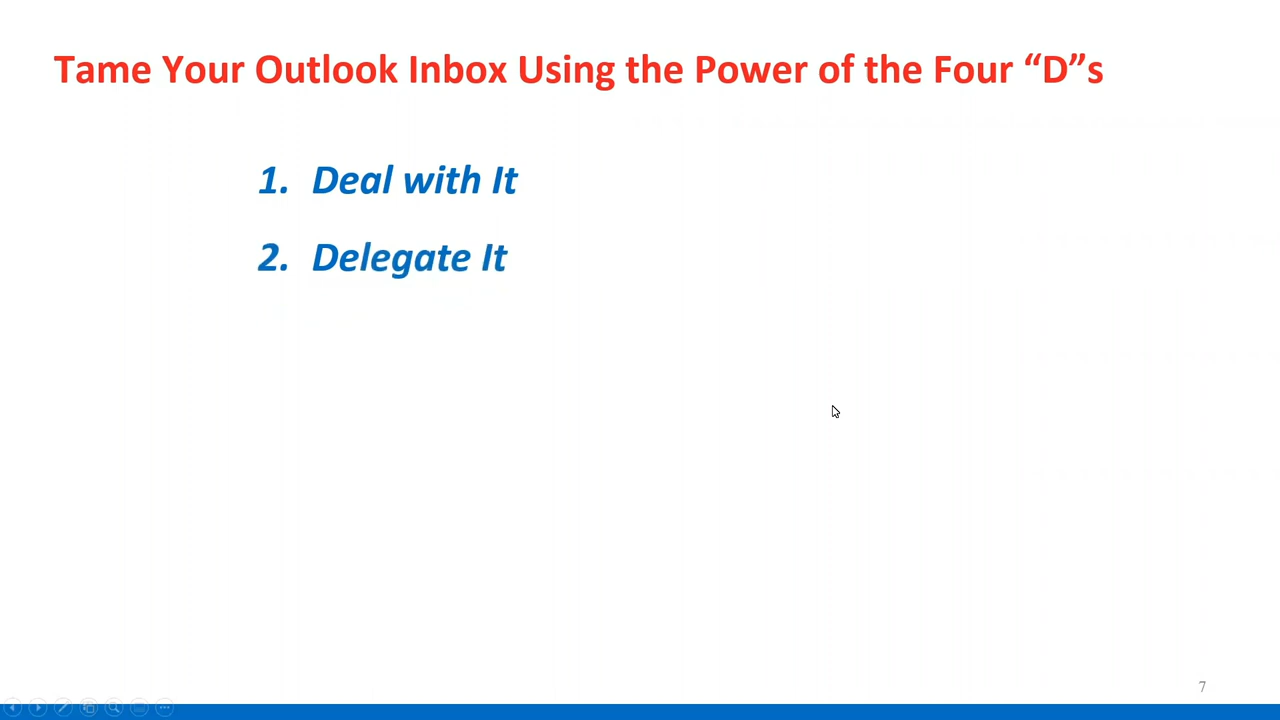 Tame Your Outlook Inbox Using the Power of the Four “D”s
1. Deal with It
2. Delegate It
7